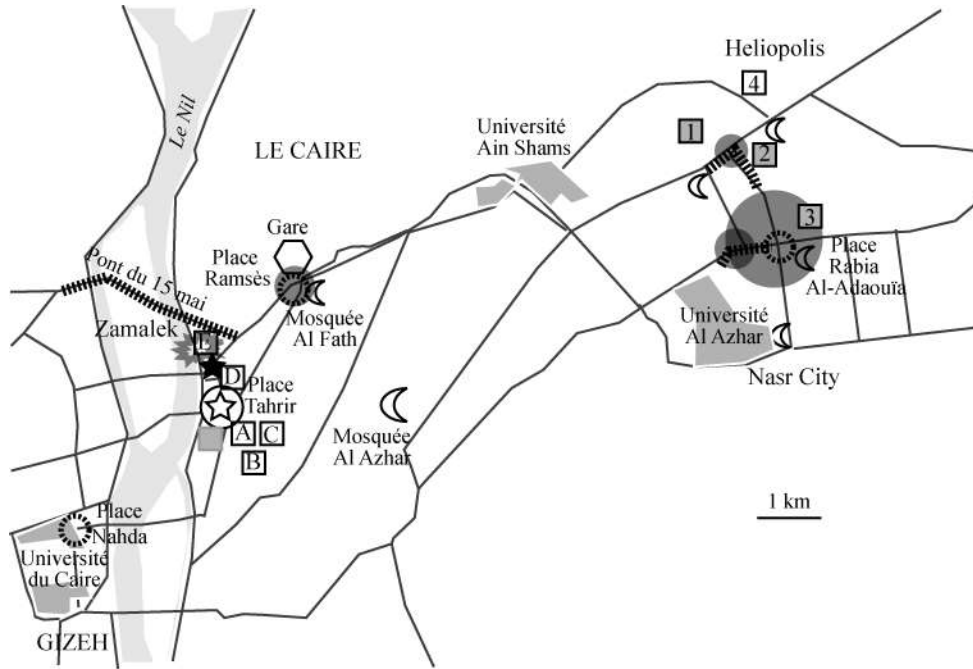 Heliopolis
4
Le Nil
LE CAIRE
Université
Ain Shams
1
2
3
Gare
Place
Ramsès
Pont du 15 mai
Mosquée
Al Fath
Place
Rabia
Al-Adaouïa
Zamalek
E
D
Place
Tahrir
A
C
B
Université
Al Azhar
Nasr City
Mosquée
Al Azhar
1 km
Place
Nahda
Université
du Caire
GIZEH